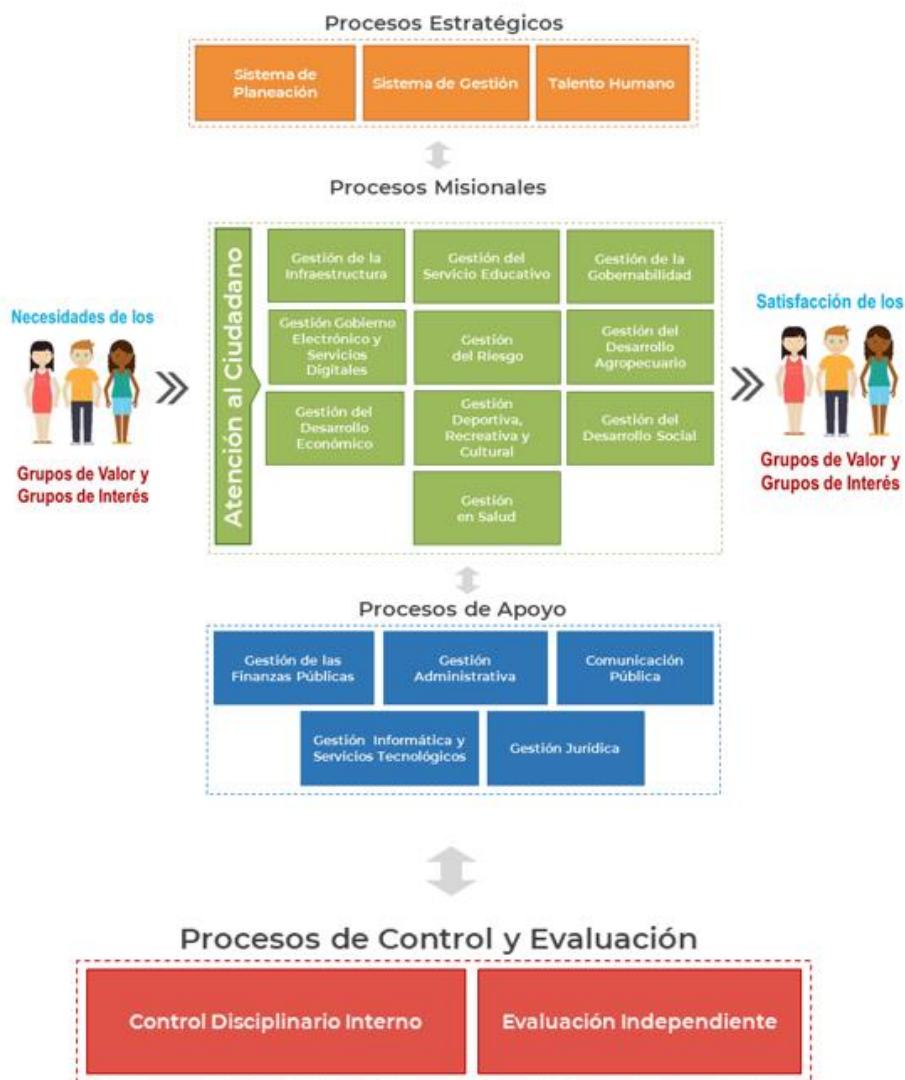 Procesos Estratégicos
Sistema de
Planeación
Sistema de Gestión
Talento Humano
Procesos Misionales
Necesidades de los
Grupos de Valor y
Grupos de Interés
Atención al Ciudadano
Gestión de la
Infraestructura
Gestión del
Servicio Educativo
Gestión de la
Gobernabilidad
Gestión Gobierno
Electrónico y
Servicios
Digitales
Gestión
del Riesgo
Gestión del
Desarrollo
Agropecuario
Gestión del
Desarrollo
Económico
Gestión
Deportiva,
Recreativa y
Cultural
Gestión del
Desarrollo Social
Gestión
en Salud
Satisfacción de los
Grupos de Valor y
Grupos de Interés
Procesos de Apoyo
Gestión de las
Finanzas Públicas
Gestión
Administrativa
Comunicación
Pública
Gestión Informática y
Servicios Tecnológicos
Gestión Jurídica
Procesos de Control y Evaluación
Control Disciplinario Interno
Evaluación Independiente